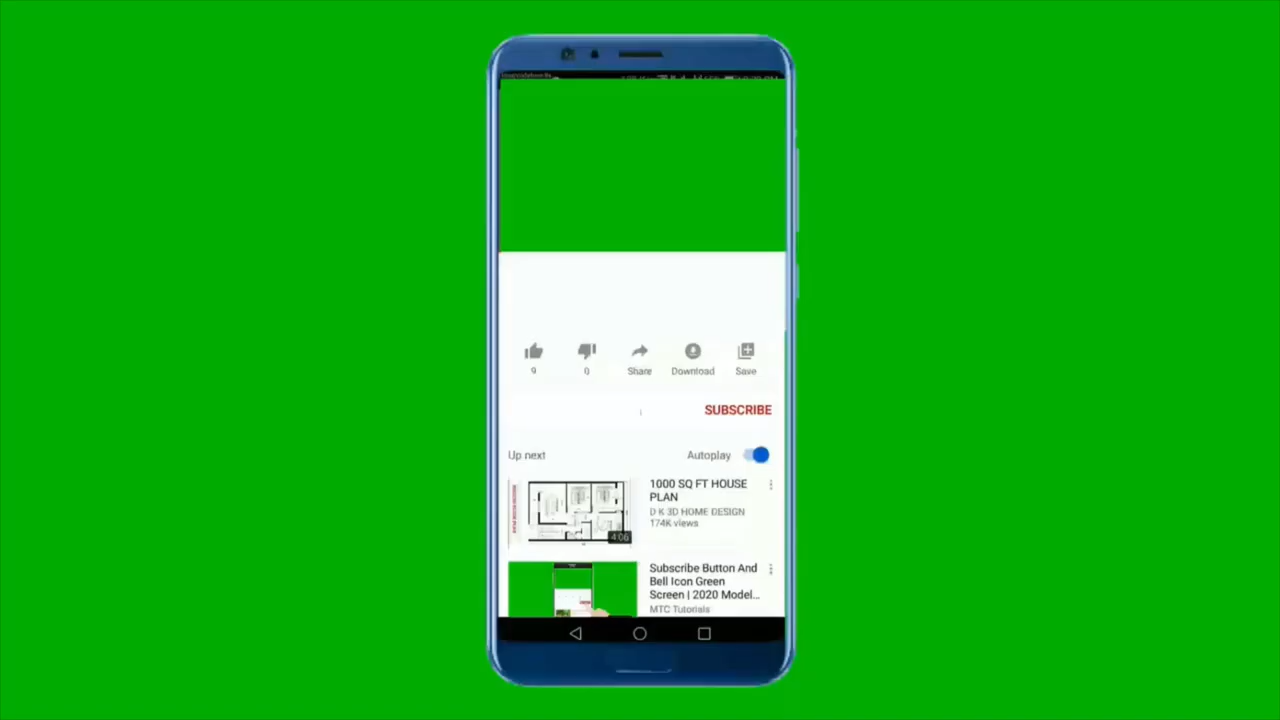 9
0
Share
Download
Save
SUBSCRIBE
Up next
Autoplay
1000 SQ FT HOUSE
PLAN
D K 3D HOME DESIGN
174K views
4:06
Subscribe Button And
Bell Icon Green
Screen | 2020 Model...
MTC Tutorials